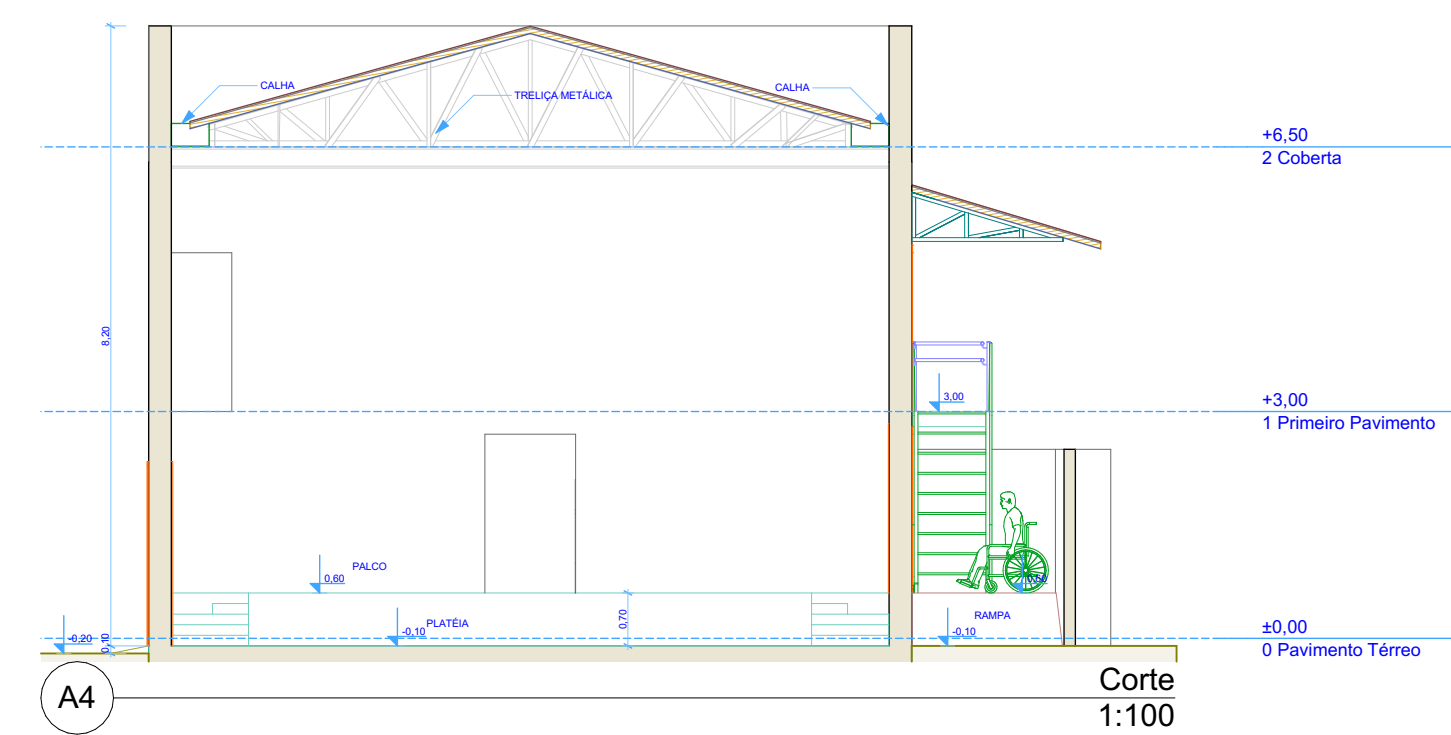 CALHA
TRELIÇA METÁLICA
CALHA
+6,50
2 Coberta
8,20
3,00
+3,00
1 Primeiro Pavimento
PALCO
0,60
0,60
PLATÉIA
-0,10
0,70
RAMPA
-0,10
-0,20
0,10
±0,00
0 Pavimento Térreo
A4
Corte
1:100